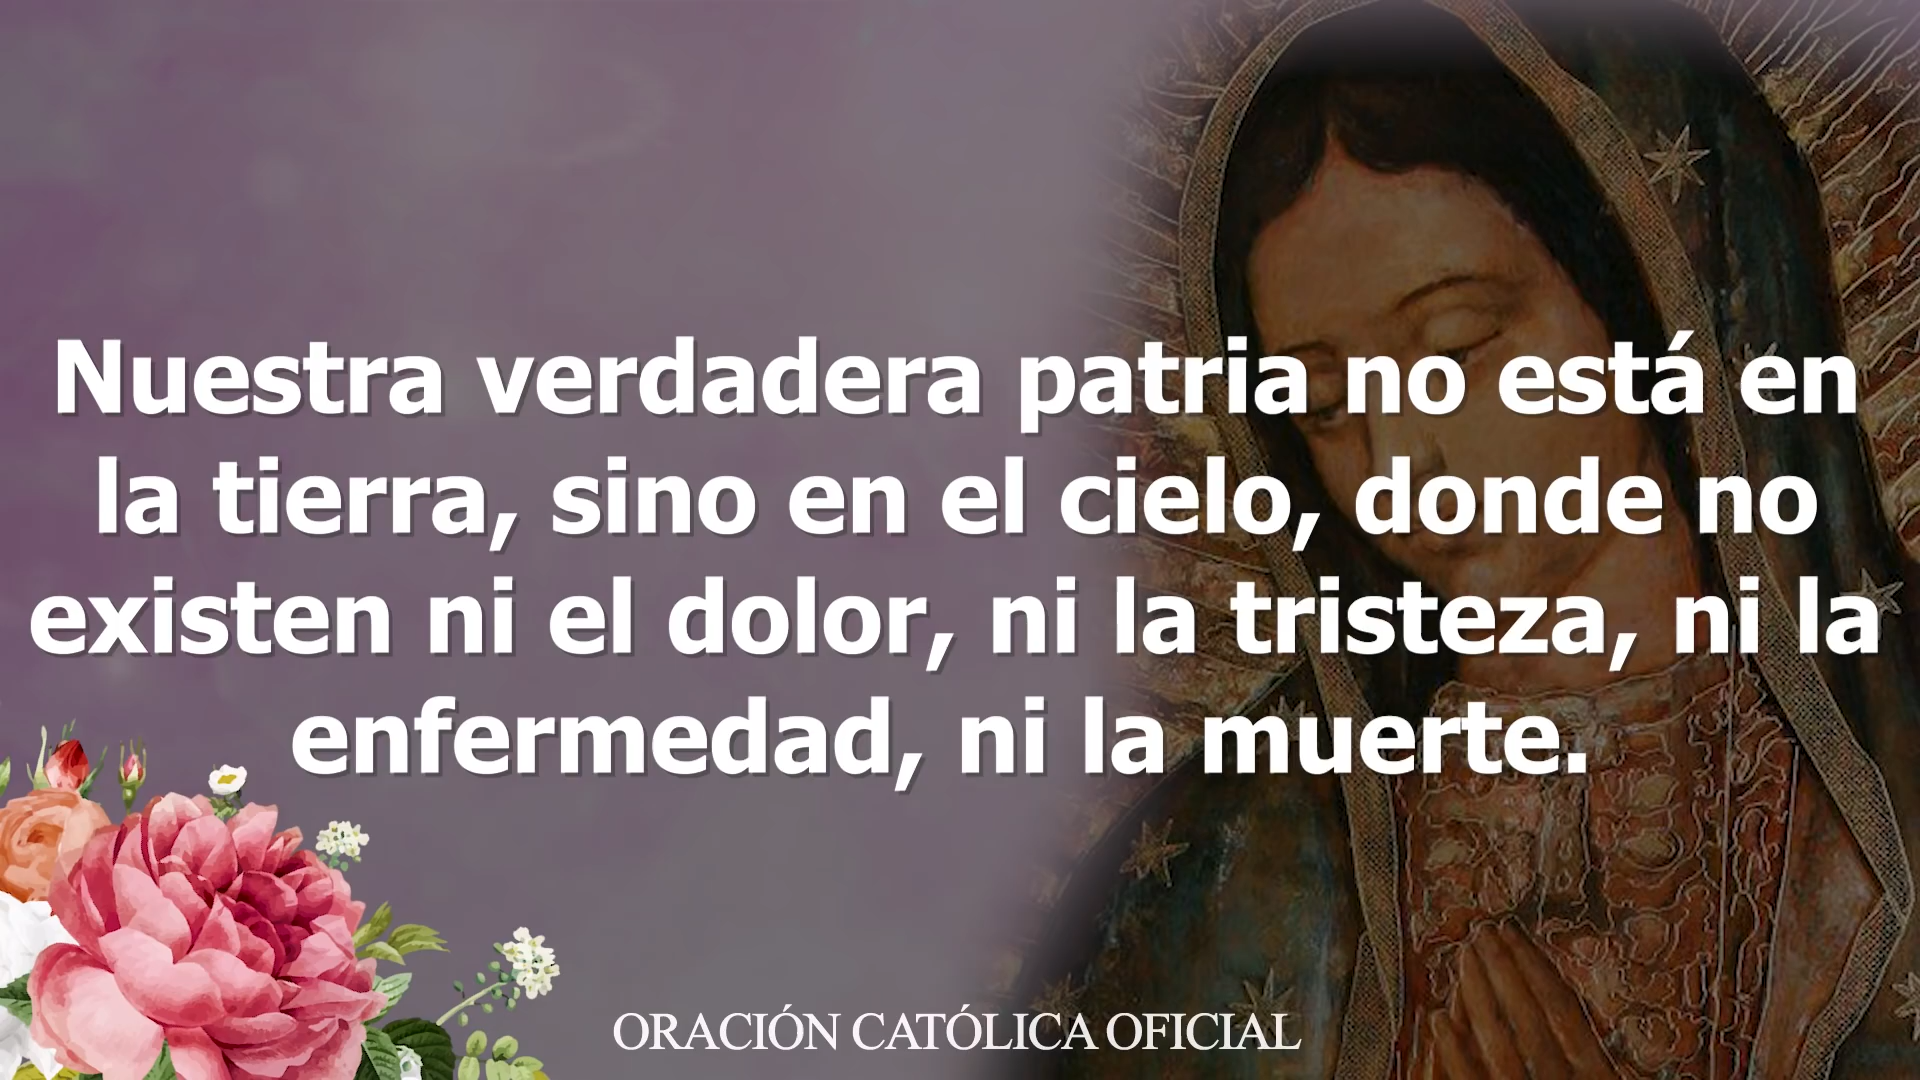 Nuestra verdadera patria no está en
la tierra, sino en el cielo, donde no
existen ni el dolor, ni la tristeza, ni la
enfermedad, ni la muerte.
ORACIÓN CATÓLICA OFICIAL